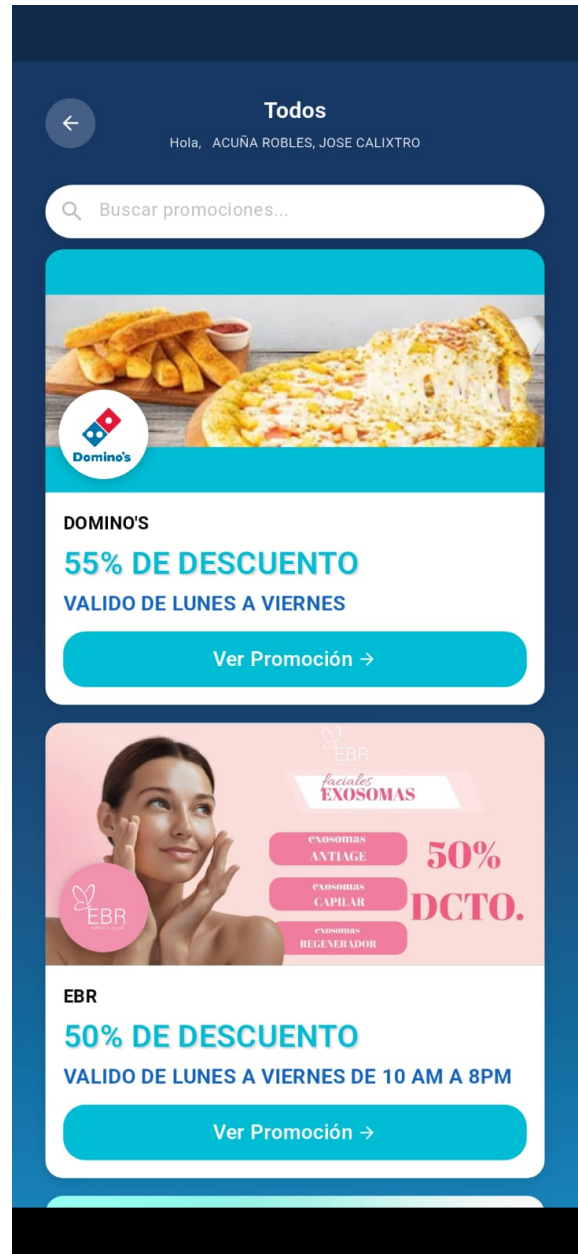 Todos
Hola, ACUÑA ROBLES, JOSE CALIXTRO
Buscar promociones...
Domino's
DOMINO'S
55% DE DESCUENTO
VALIDO DE LUNES A VIERNES
Ver Promoción →
EBR
faciales
EXOSOMAS
exosomas
ANTIAGE
exosomas
CAPILAR
exosomas
REGENERADOR
50%
DCTO.
EBR
EBR
50% DE DESCUENTO
VALIDO DE LUNES A VIERNES DE 10 AM A 8PM
Ver Promoción →